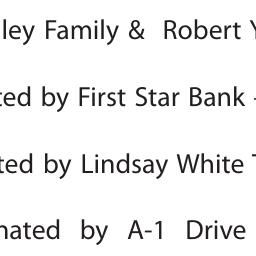 ley Family & Robert Y
ted by First Star Bank -
ted by Lindsay White T
nated by A-1 Drive